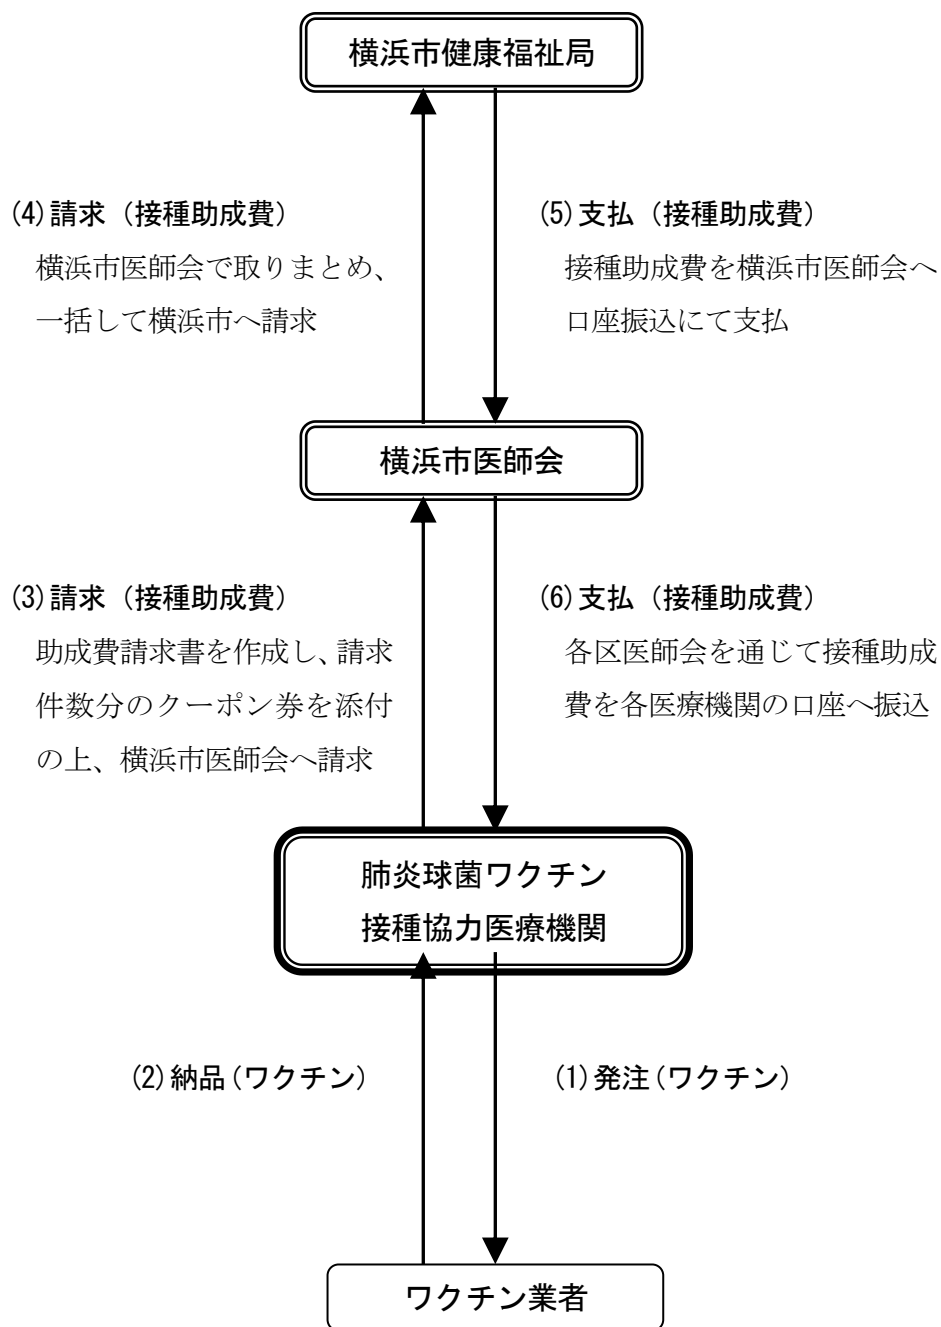 横浜市健康福祉局
(4)請求（接種助成費）
横浜市医師会で取りまとめ、
一括して横浜市へ請求
(5)支払（接種助成費）
接種助成費を横浜市医師会へ
口座振込にて支払
横浜市医師会
(3)請求（接種助成費）
助成費請求書を作成し、請求
件数分のクーポン券を添付
の上、横浜市医師会へ請求
(6)支払（接種助成費）
各区医師会を通じて接種助成
費を各医療機関の口座へ振込
肺炎球菌ワクチン
接種協力医療機関
(2)納品(ワクチン)
(1)発注(ワクチン)
ワクチン業者